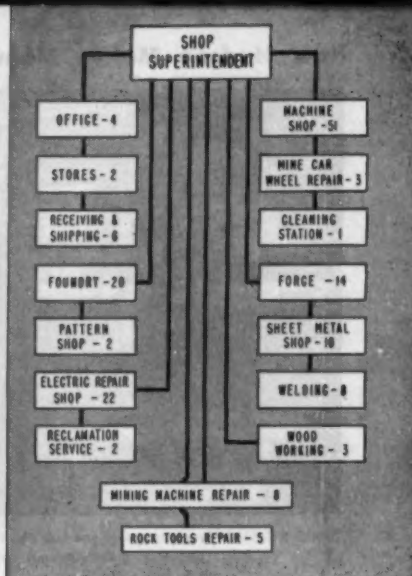 SHOP
SUPERINTENDENT
OFFICE - 4
STORES - 2
RECEIVING &
SHIPPING - 6
FOUNDRY - 20
PATTERN
SHOP - 2
ELECTRIC REPAIR
SHOP - 22
RECLAMATION
SERVICE - 2
MACHINE
SHOP - 51
MINE CAR
WHEEL REPAIR - 3
CLEANING
STATION - 1
FORGE - 14
SHEET METAL
SHOP - 10
WELDING - 8
WOOD
WORKING - 3
MINING MACHINE REPAIR - 8
ROCK TOOLS REPAIR - 5